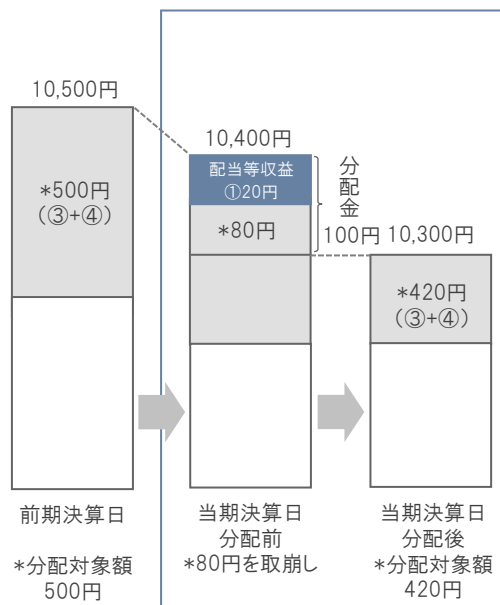 10,500円
*500円
(③+④)
前期決算日
*分配対象額
500円
10,400円
配当等収益
①20円
*80円
分配金
100円
当期決算日
分配前
*80円を取崩し
10,300円
*420円
(③+④)
当期決算日
分配後
*分配対象額
420円